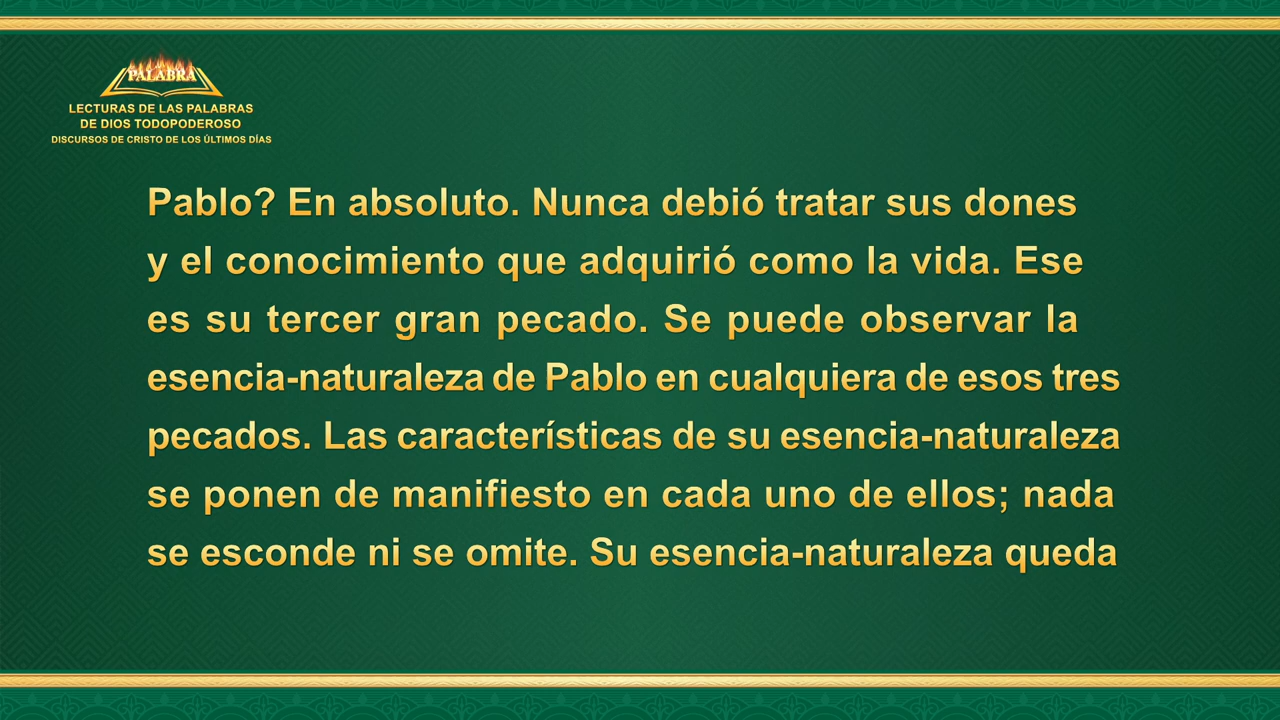 PALABRA
LECTURAS DE LAS PALABRAS
DE DIOS TODOPODEROSO
DISCURSOS DE CRISTO DE LOS ÚLTIMOS DÍAS
Pablo? En absoluto. Nunca debió tratar sus dones
y el conocimiento que adquirió como la vida. Ese
es su tercer gran pecado. Se puede observar la
esencia-naturaleza de Pablo en cualquiera de esos tres
pecados. Las características de su esencia-naturaleza
se ponen de manifiesto en cada uno de ellos; nada
se esconde ni se omite. Su esencia-naturaleza queda